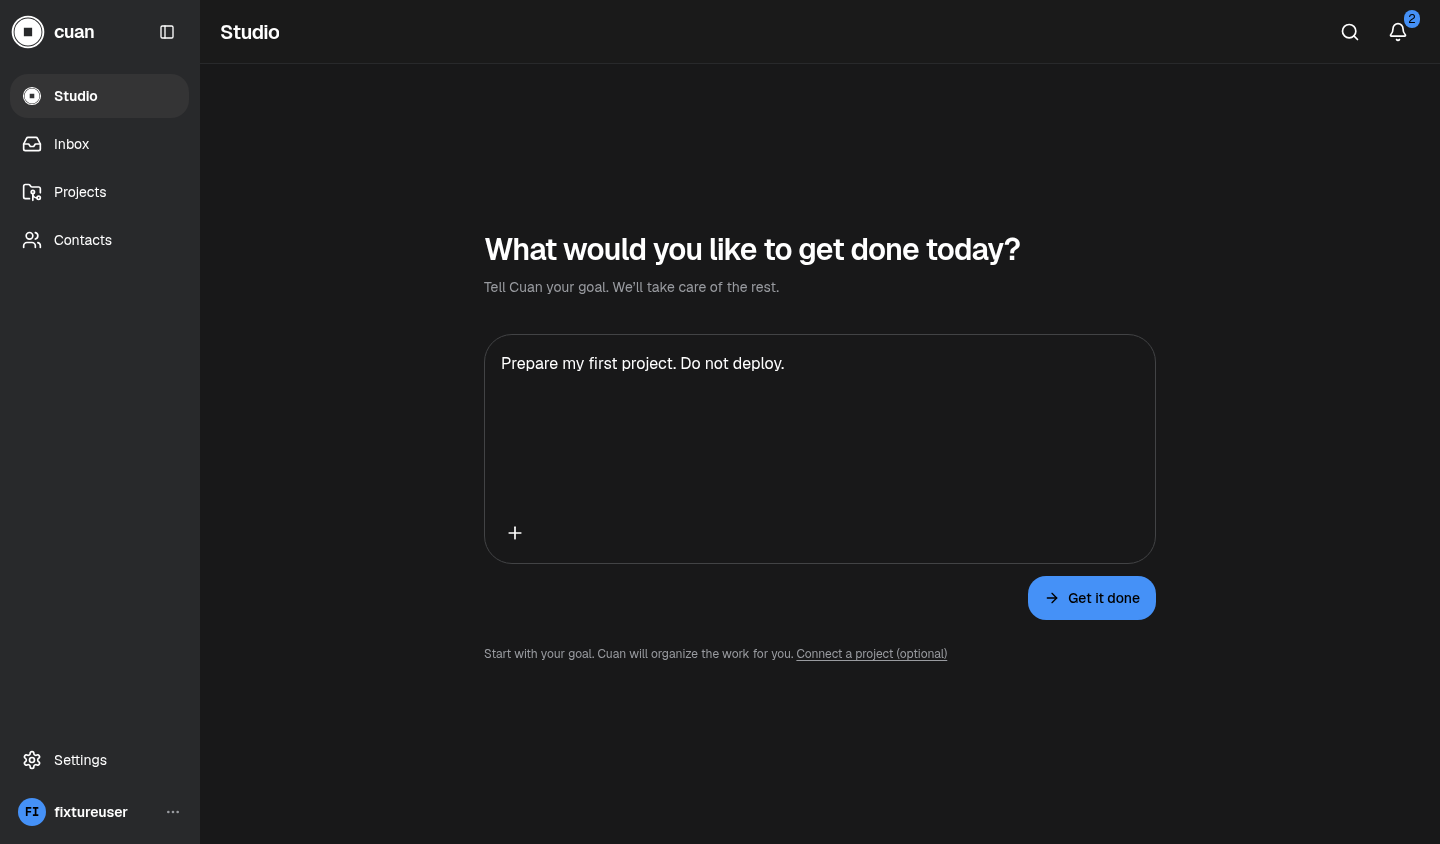 cuan
Studio
Inbox
Projects
Contacts
Settings
FI
fixtureuser
Studio
2
What would you like to get done today?
Tell Cuan your goal. We'll take care of the rest.
Prepare my first project. Do not deploy.
Get it done
Start with your goal. Cuan will organize the work for you. Connect a project (optional)